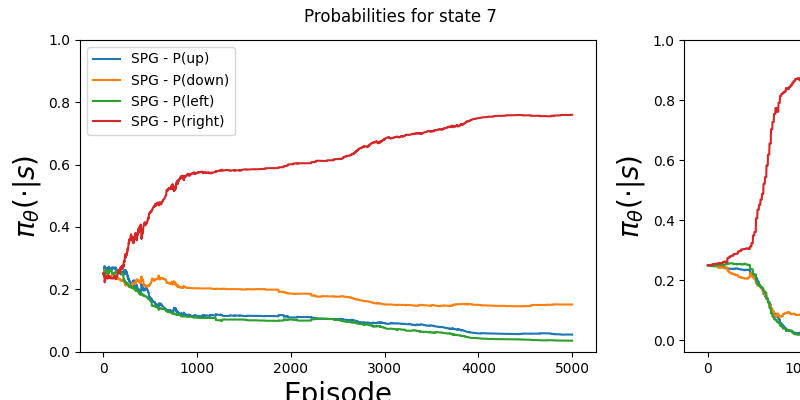 Probabilities for state 7
1.0
0.8
0.6
0.4
0.2
0.0
π_θ(·|s)
SPG - P(up)
SPG - P(down)
SPG - P(left)
SPG - P(right)
0 1000 2000 3000 4000 5000
Episode
1.0
0.8
0.6
0.4
0.2
0.0
π_θ(·|s)
0